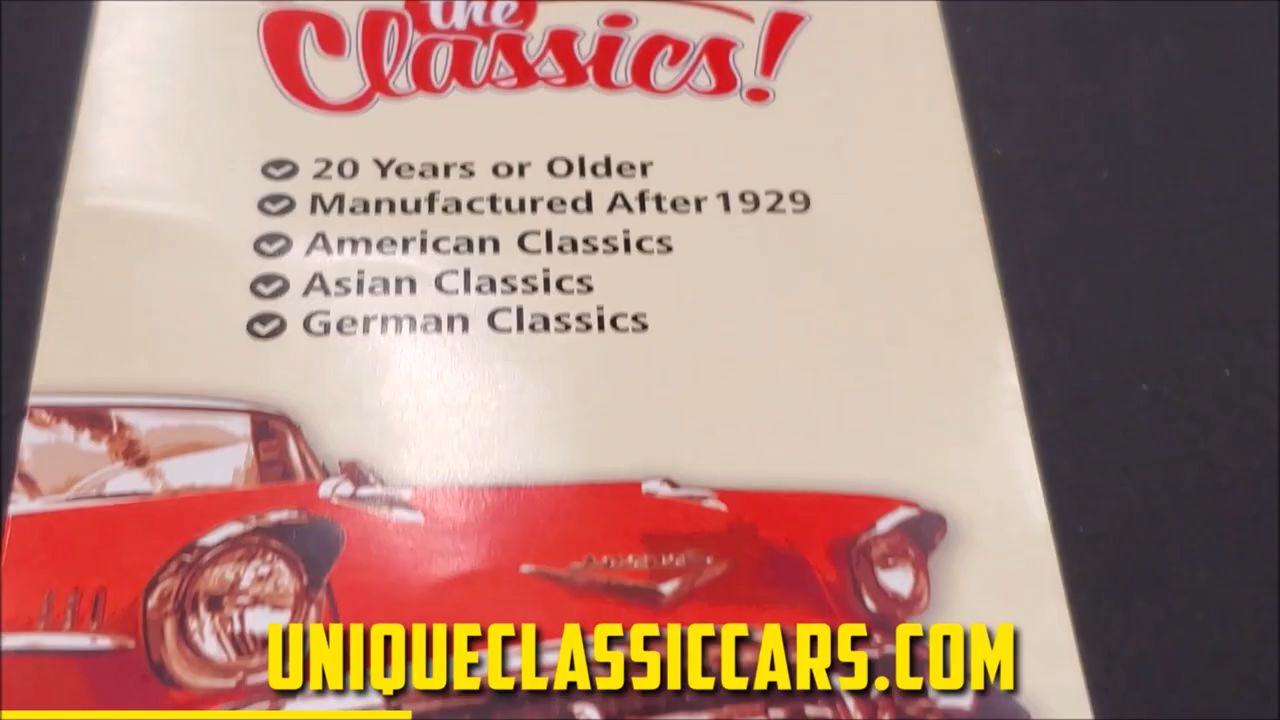 the
Classics!
20 Years or Older
Manufactured After 1929
American Classics
Asian Classics
German Classics
UNIQUECLASSICCARS.COM